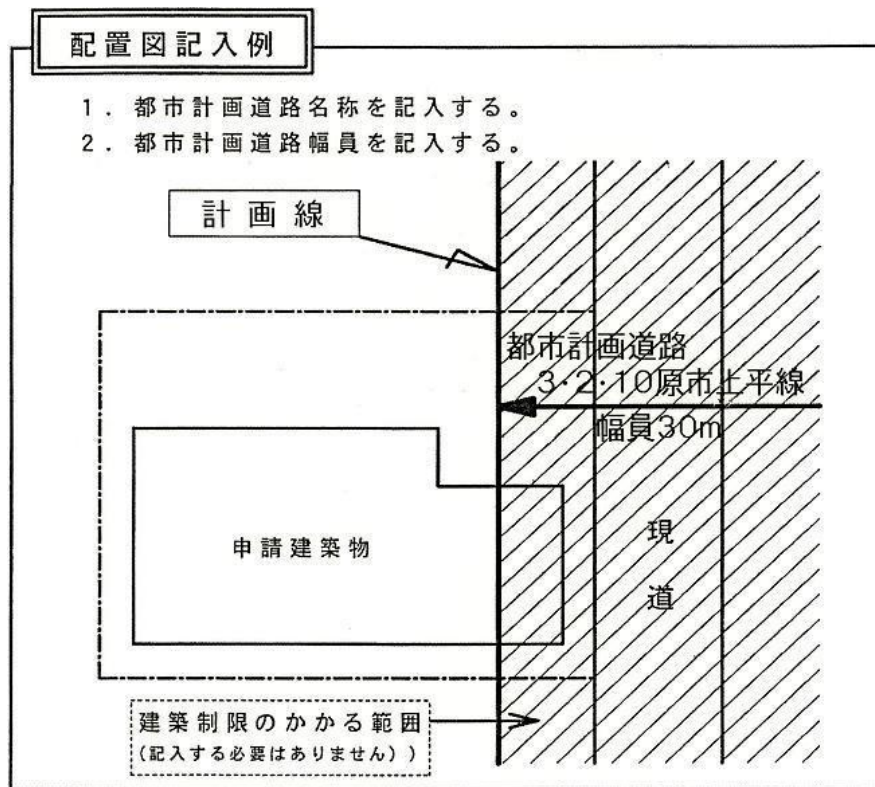 配置図記入例
1．都市計画道路名称を記入する。
2．都市計画道路幅員を記入する。
計画線
都市計画道路
3・2・10原市上平線
幅員30m
申請建築物
現道
建築制限のかかる範囲
(記入する必要はありません))